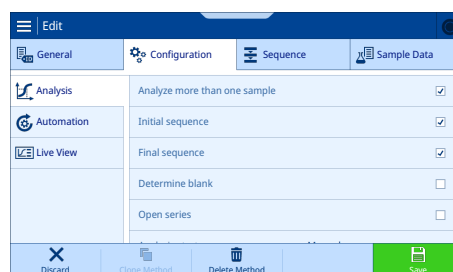 Edit
General
Configuration
Sequence
Sample Data
Analysis
Automation
Live View
Analyze more than one sample
Initial sequence
Final sequence
Determine blank
Open series
Discard
Clone Method
Delete Method
Save